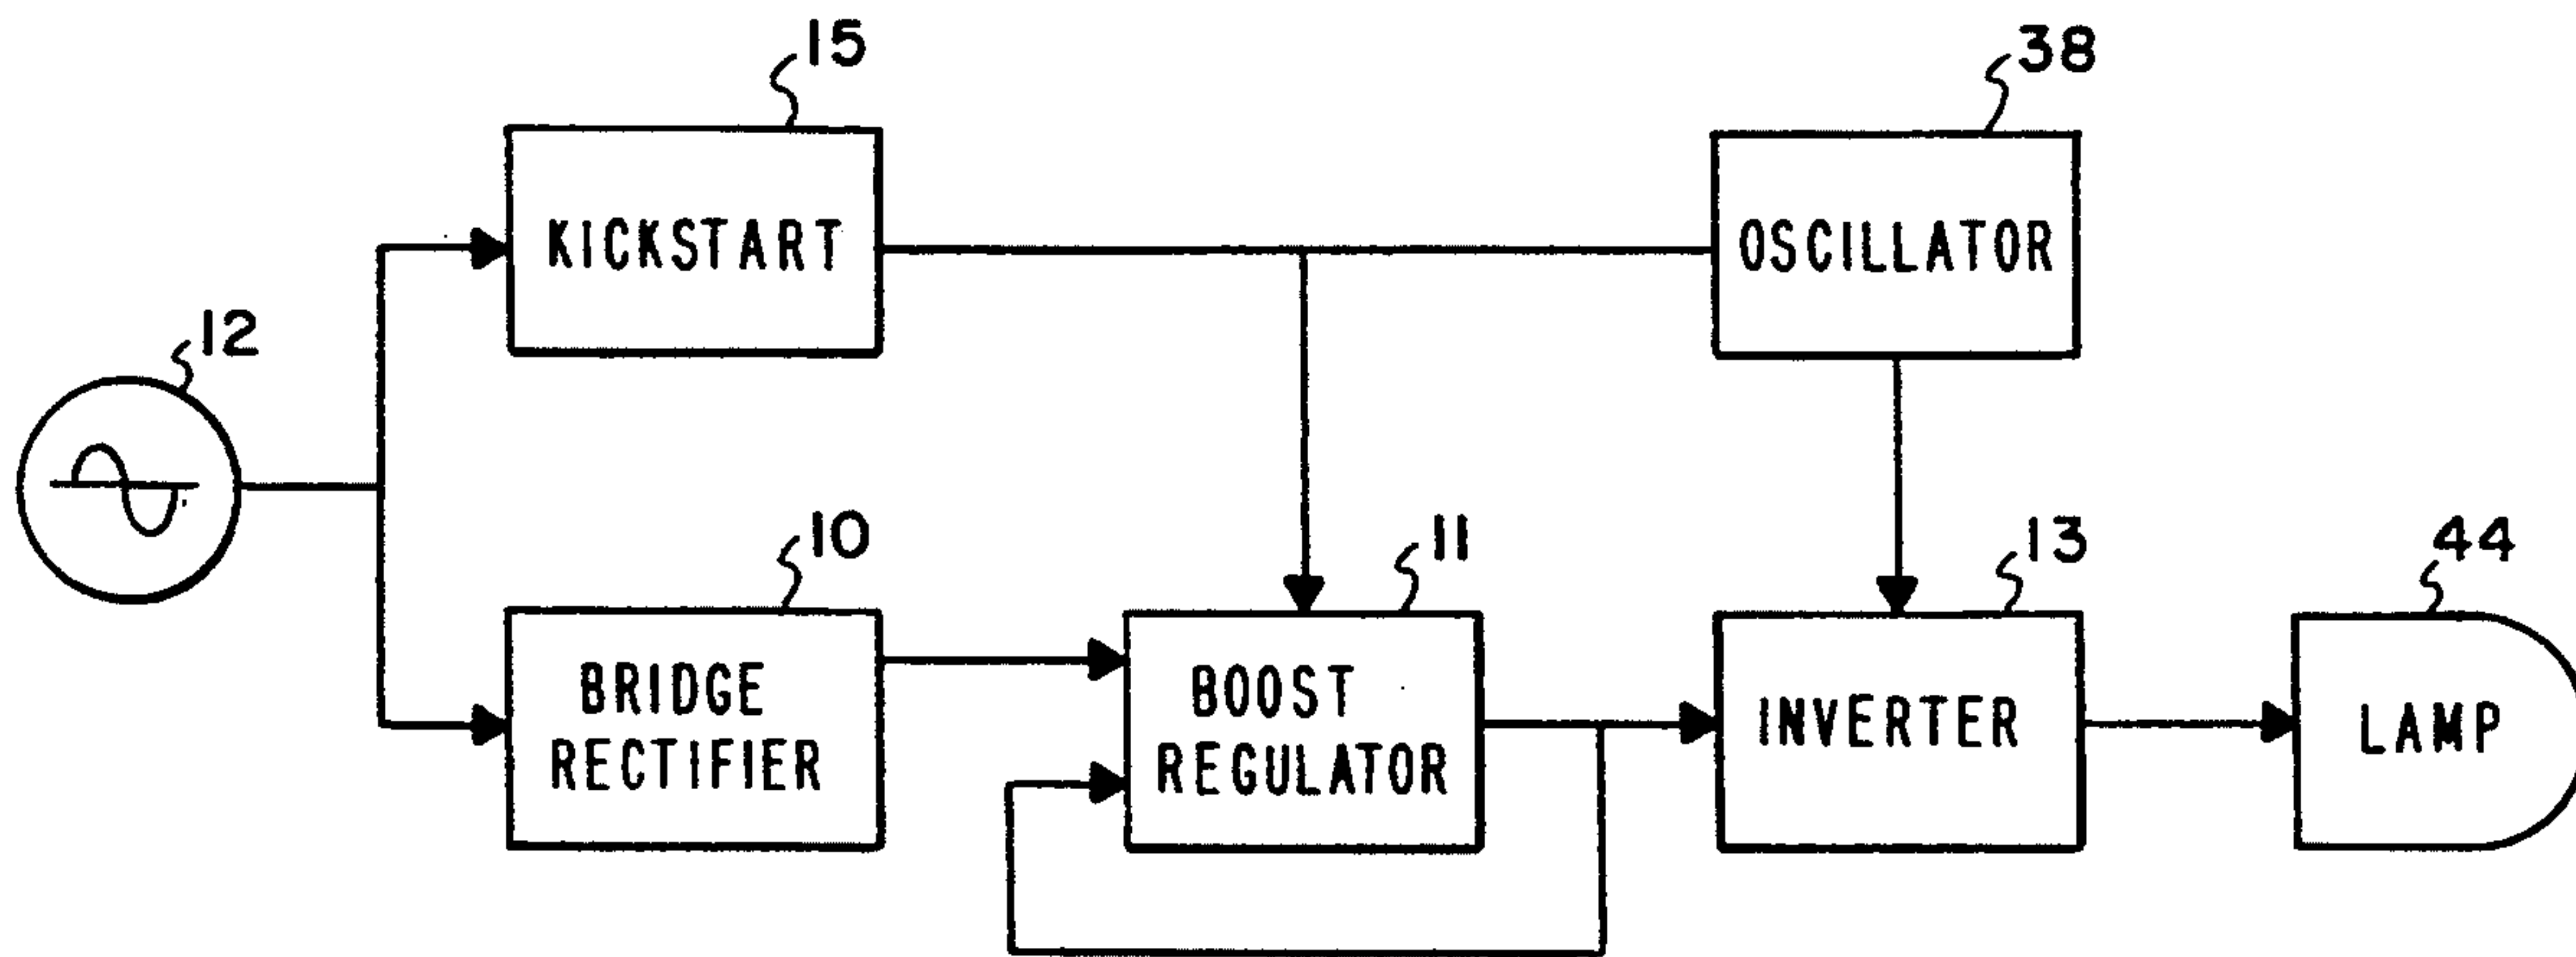 15
38
KICKSTART
OSCILLATOR
12
10
11
13
44
BRIDGE
RECTIFIER
BOOST
REGULATOR
INVERTER
LAMP